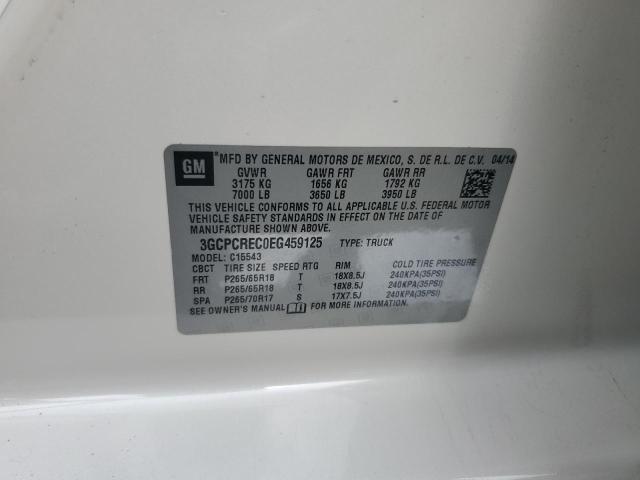 GM
*MFD BY GENERAL MOTORS DE MEXICO, S. DE R.L. DE C.V. 04/14
GVWR GAWR FRT GAWR RR
3175 KG 1656 KG 1792 KG
7000 LB 3650 LB 3950 LB
THIS VEHICLE CONFORMS TO ALL APPLICABLE U.S. FEDERAL MOTOR
VEHICLE SAFETY STANDARDS IN EFFECT ON THE DATE OF
MANUFACTURE SHOWN ABOVE.
3GCPCREC0EG459125 TYPE: TRUCK
MODEL: C15543
CBCT TIRE SIZE SPEED RTG RIM COLD TIRE PRESSURE
FRT P265/65R18 T 18X8.5J 240KPA(35PSI)
RR P265/65R18 T 18X8.5J 240KPA(35PSI)
SPA P265/70R17 S 17X7.5J 240KPA(35PSI)
SEE OWNER'S MANUAL FOR MORE INFORMATION.